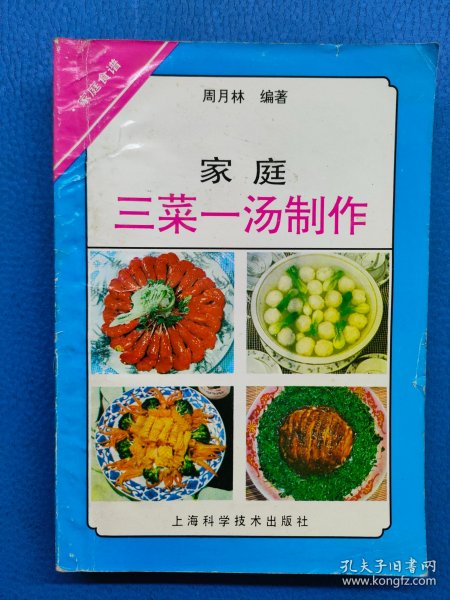 家庭食谱
周月林 编著
家庭
三菜一汤制作
上海科学技术出版社
孔夫子旧书网
www.kongfz.com